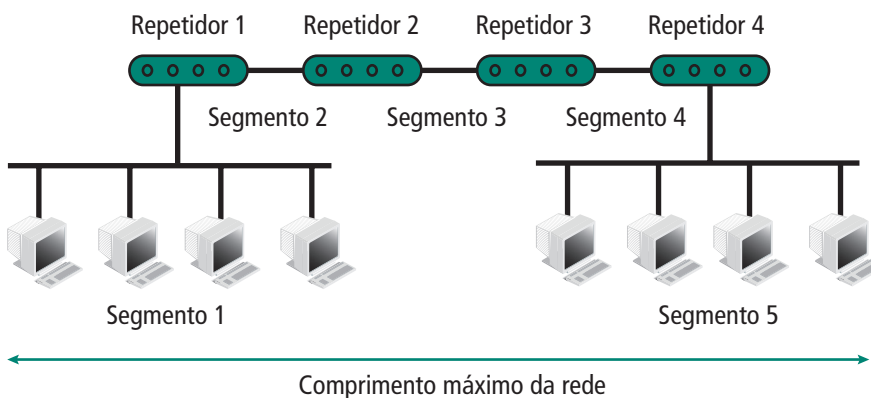 Repetidor 1 Repetidor 2 Repetidor 3 Repetidor 4
Segmento 2 Segmento 3 Segmento 4
Segmento 1 Segmento 5
Comprimento máximo da rede